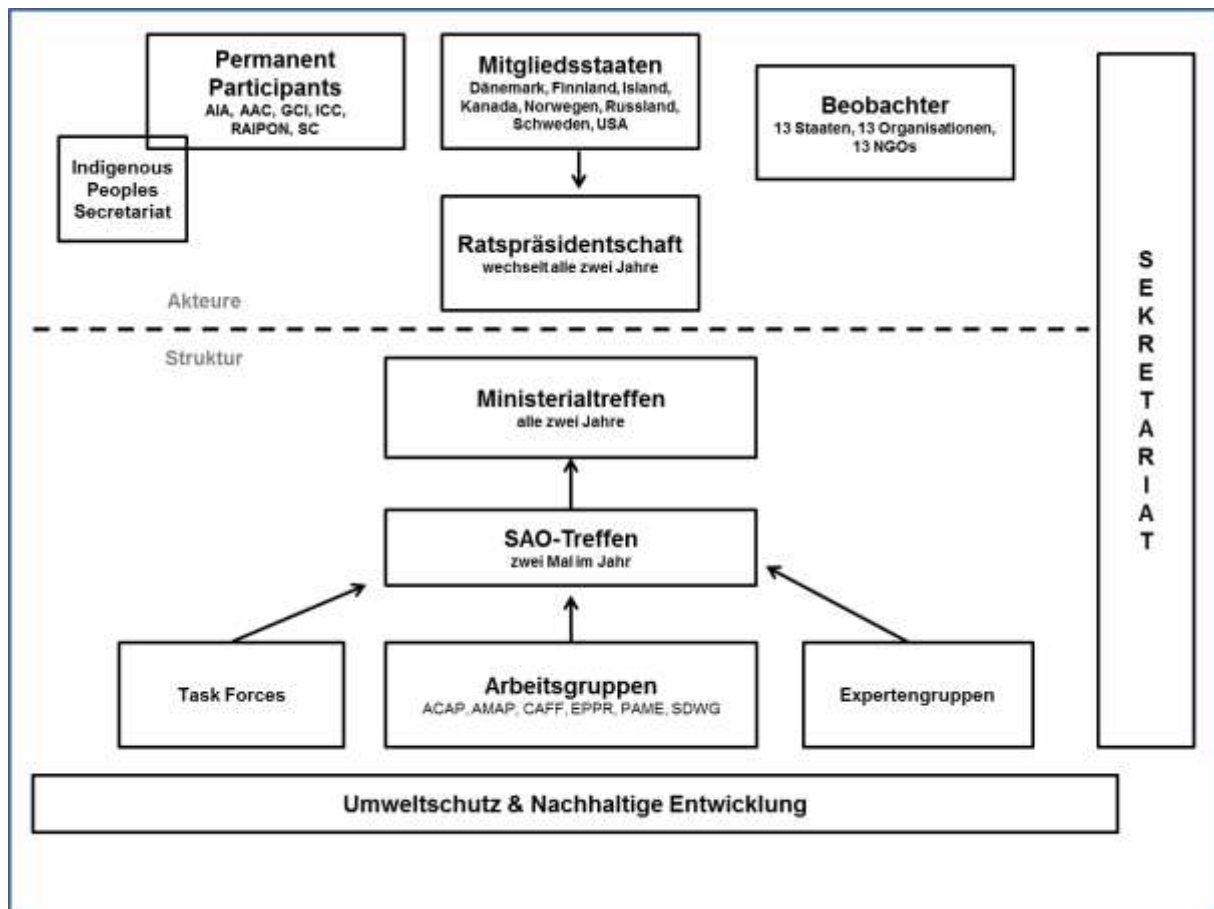 Permanent
Participants
AIA, AAC, GCI, ICC,
RAIPON, SC
Indigenous
Peoples
Secretariat
Mitgliedsstaaten
Dänemark, Finnland, Island,
Kanada, Norwegen, Russland,
Schweden, USA
Beobachter
13 Staaten, 13 Organisationen,
13 NGOs
Ratspräsidentschaft
wechselt alle zwei Jahre
Akteure
Struktur
Ministerialtreffen
alle zwei Jahre
SAO-Treffen
zwei Mal im Jahr
Task Forces
Arbeitsgruppen
ACAP, AMAP, CAFF, EPPR, PAME, SDWG
Expertengruppen
Umweltschutz & Nachhaltige Entwicklung
S
E
K
R
E
T
A
R
I
A
T